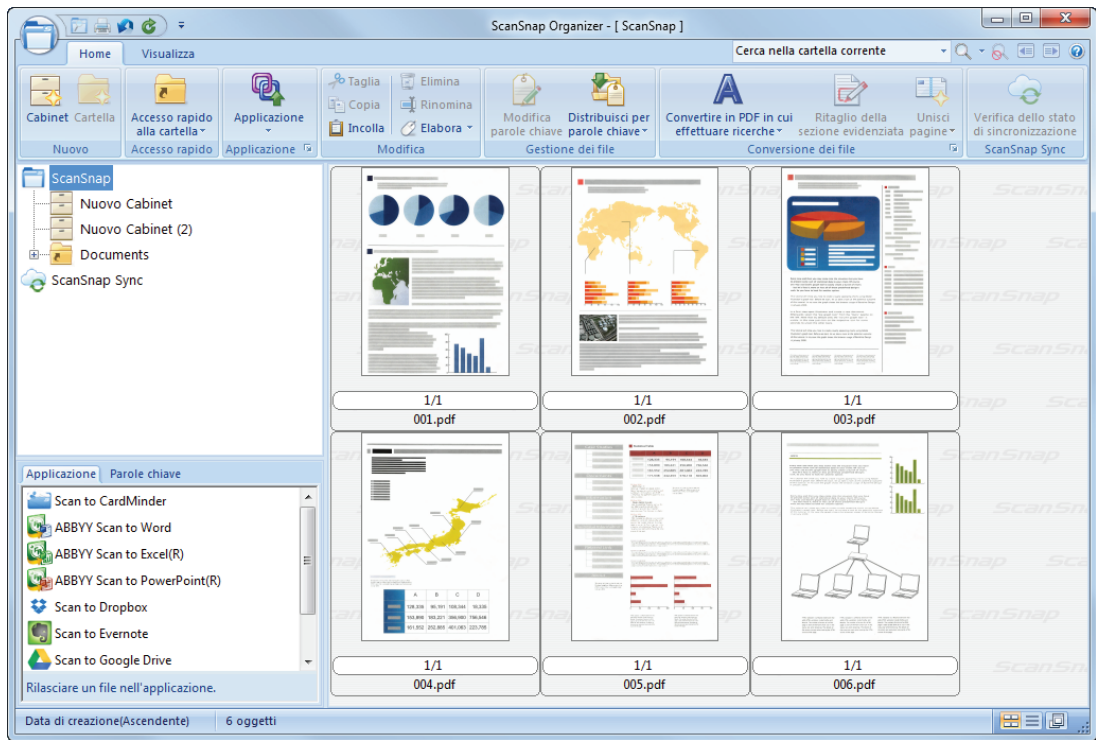 ScanSnap Organizer - [ ScanSnap ]
Home
Visualizza
Cerca nella cartella corrente
Cabinet
Cartella
Nuovo
Accesso rapido
alla cartella
Accesso rapido
Applicazione
Applicazione
Taglia
Copia
Incolla
Elimina
Rinomina
Elabora
Modifica
Modifica
parole chiave
Distribuisci per
parole chiave
Gestione dei file
Convertire in PDF in cui
effettuare ricerche
Ritaglio della
sezione evidenziata
Unisci
pagine
Conversione dei file
Verifica dello stato
di sincronizzazione
ScanSnap Sync
ScanSnap
Nuovo Cabinet
Nuovo Cabinet (2)
Documents
ScanSnap Sync
1/1
001.pdf
1/1
002.pdf
1/1
003.pdf
A B C D
1/1
004.pdf
1/1
005.pdf
1/1
006.pdf
Applicazione
Parole chiave
Scan to CardMinder
ABBYY Scan to Word
ABBYY Scan to Excel(R)
ABBYY Scan to PowerPoint(R)
Scan to Dropbox
Scan to Evernote
Scan to Google Drive
Rilasciare un file nell'applicazione.
Data di creazione(Ascendente)
6 oggetti